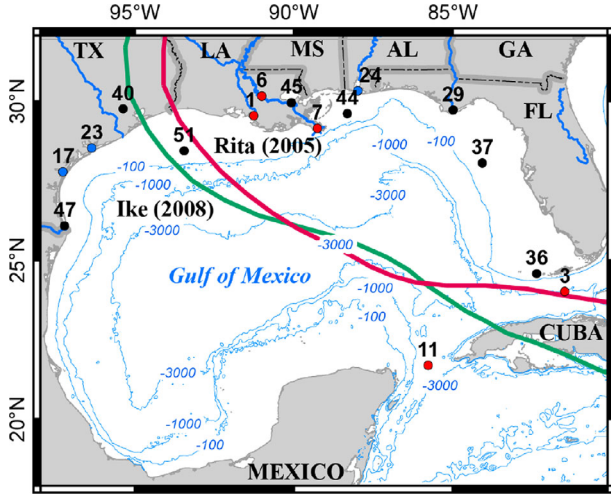 95°W 90°W 85°W
TX LA MS AL GA
40 6 45 24
30°N 1 7 44 29 FL
23 51 Rita (2005) -1000 37
17 -100 -100
-1000 Ike (2008) -3000
47 -3000
-3000 36
25°N Gulf of Mexico -1000 3
-100 CUBA
11
-3000 -3000
20°N -1000
-100
MEXICO